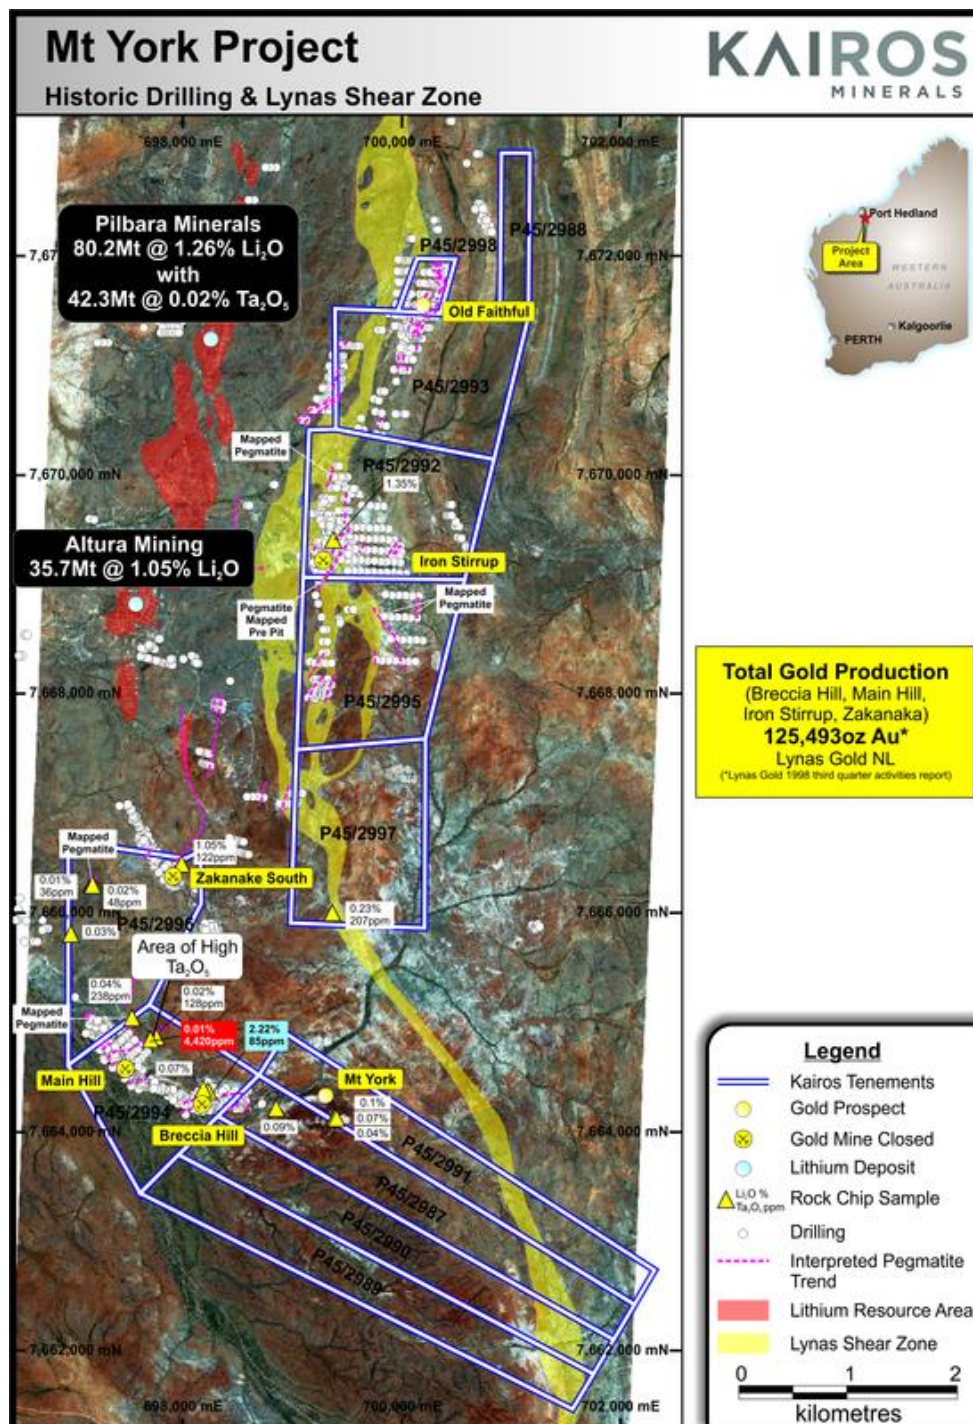 Mt York Project
Historic Drilling & Lynas Shear Zone
KAIROS
MINERALS
698,000 mE
700,000 mE
702,000 mE
Pilbara Minerals
80.2Mt @ 1.26% Li₂O
with
42.3Mt @ 0.02% Ta₂O₅
P45/2998
P45/2988
7,672,000 mN
Old Faithful
P45/2993
Port Hedland
Project
Area
WESTERN
AUSTRALIA
Kalgoorlie
PERTH
Mapped
Pegmatite
P45/2992
1.35%
7,670,000 mN
7,670,000 mN
Altura Mining
35.7Mt @ 1.05% Li₂O
Iron Stirrup
Pegmatite
Mapped
Pre Pit
Mapped
Pegmatite
7,668,000 mN
7,668,000 mN
P45/2995
Total Gold Production
(Breccia Hill, Main Hill,
Iron Stirrup, Zakanaka)
125,493oz Au*
Lynas Gold NL
(*Lynas Gold 1998 third quarter activities report)
P45/2997
Mapped
Pegmatite
1.05%
122ppm
Zakanake South
0.01%
36ppm
0.02%
48ppm
7,666,000 mN
7,666,000 mN
P45/2996
0.03%
0.23%
207ppm
Area of High
Ta₂O₅
0.04%
238ppm
0.02%
128ppm
Mapped
Pegmatite
0.01%
4,420ppm
2.22%
85ppm
Main Hill
0.07%
Mt York
P45/2994
0.1%
0.07%
0.04%
0.09%
Breccia Hill
7,664,000 mN
7,664,000 mN
P45/2991
P45/2987
P45/2990
P45/2989
7,662,000 mN
7,662,000 mN
698,000 mE
700,000 mE
702,000 mE
Legend
Kairos Tenements
Gold Prospect
Gold Mine Closed
Lithium Deposit
Li₂O %
Ta₂O₅ ppm
Rock Chip Sample
Drilling
Interpreted Pegmatite
Trend
Lithium Resource Area
Lynas Shear Zone
0 1 2
kilometres